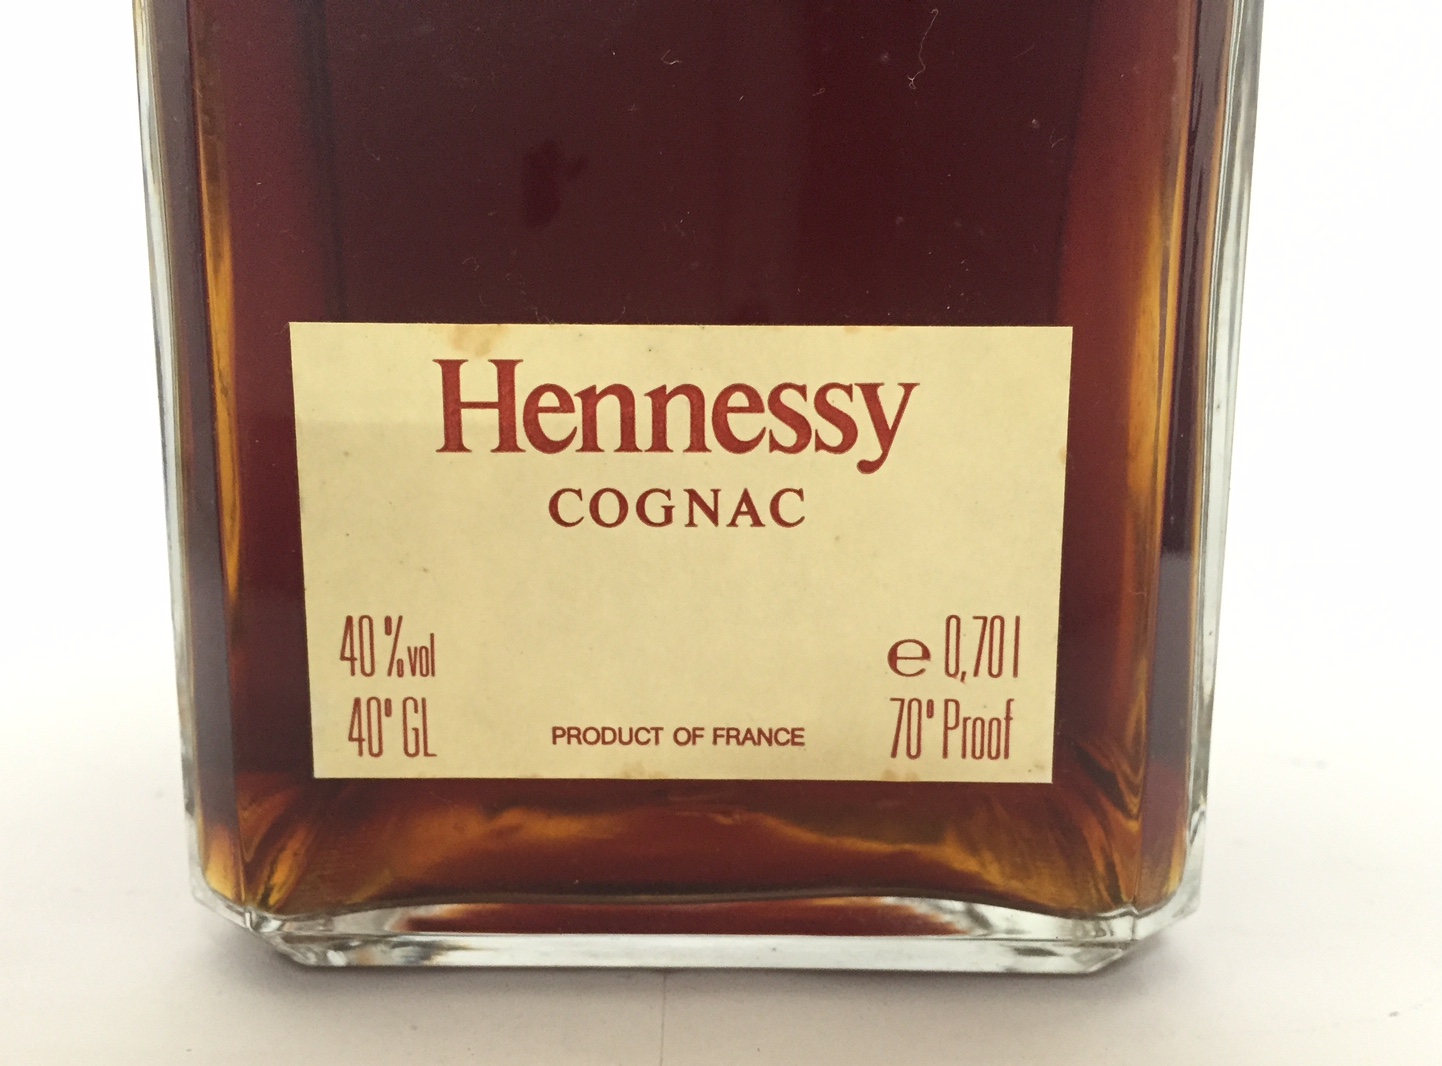 Hennessy
COGNAC
40%vol
40° GL
PRODUCT OF FRANCE
e 0,70 l
70° Proof